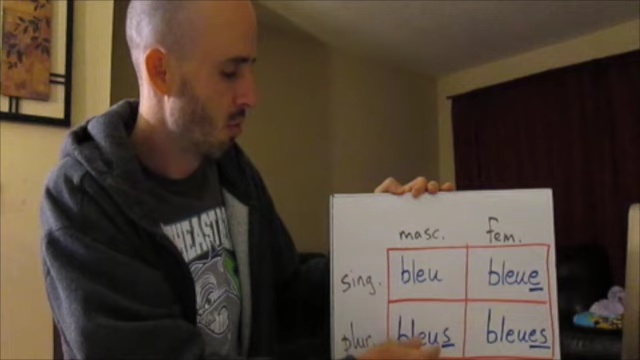 masc. fem.
sing. bleu bleue
plur. bleus bleues